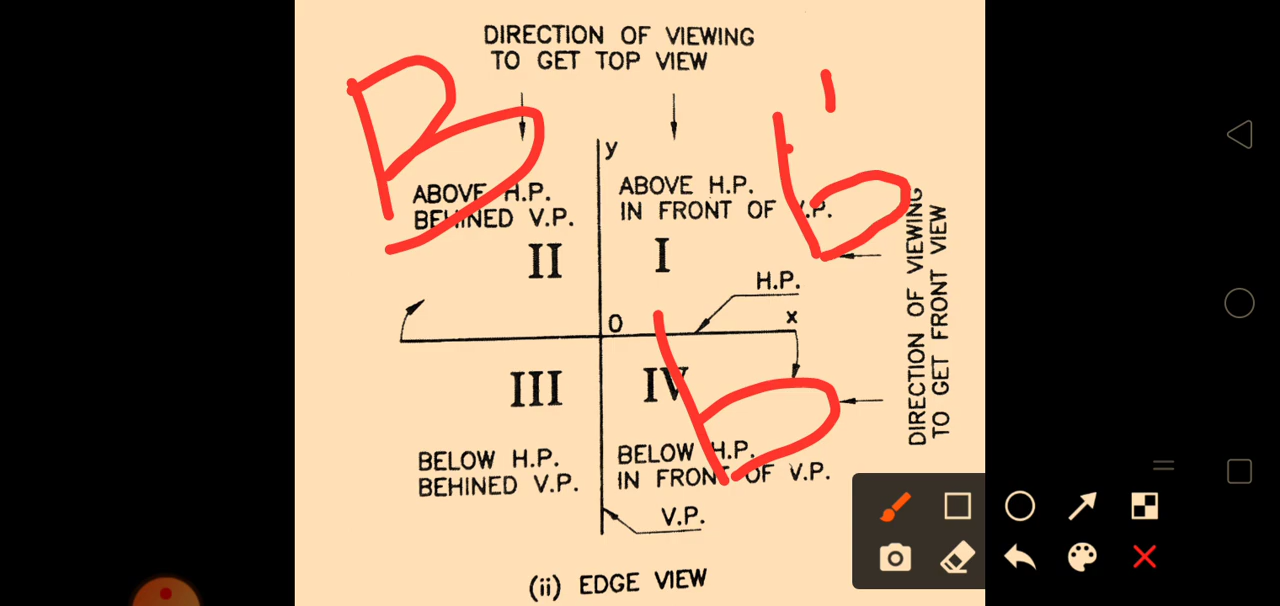 DIRECTION OF VIEWING
TO GET TOP VIEW
B
b'
y
ABOVE H.P.
BEHINED V.P.
II
ABOVE H.P.
IN FRONT OF V.P.
I
H.P.
O
x
DIRECTION OF VIEWING
TO GET FRONT VIEW
III
IV
b
BELOW H.P.
BEHINED V.P.
BELOW H.P.
IN FRONT OF V.P.
V.P.
(ii) EDGE VIEW